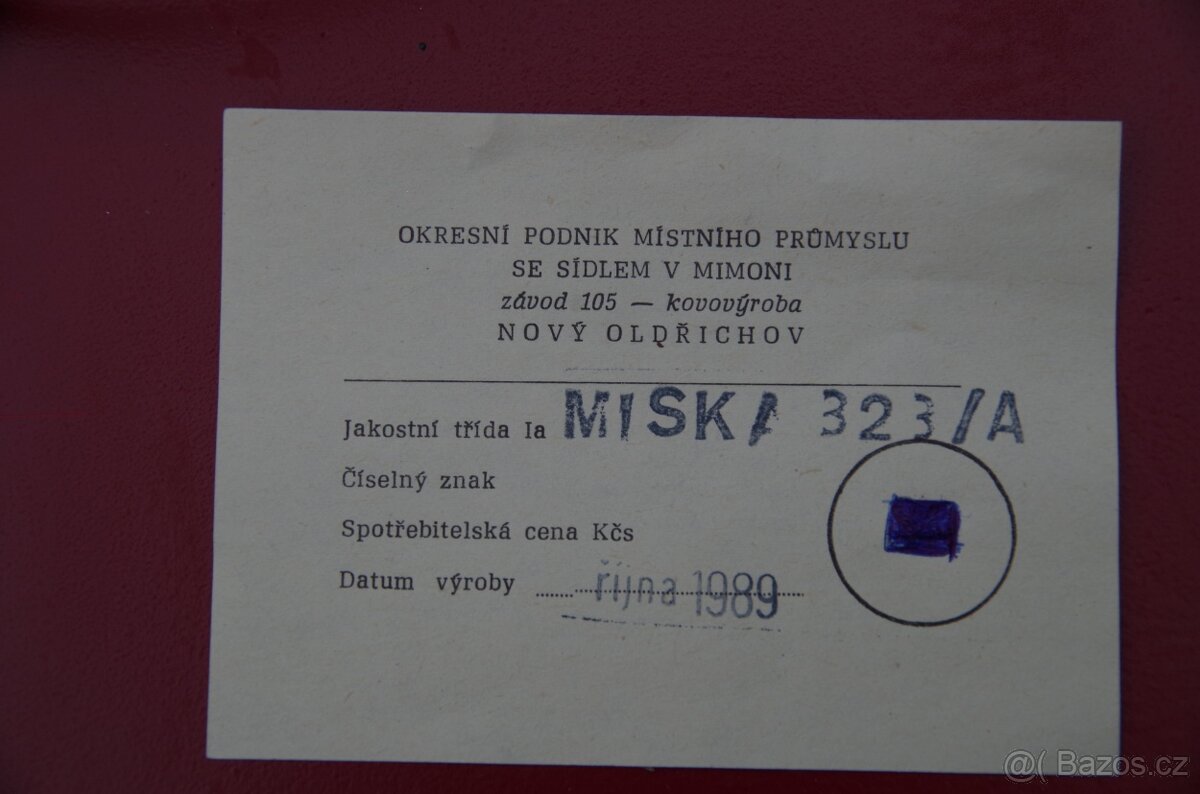 OKRESNÍ PODNIK MÍSTNÍHO PRŮMYSLU
SE SÍDLEM V MIMONI
závod 105 — kovovýroba
NOVÝ OLDŘICHOV
Jakostní třída Ia MISKA 323/A
Číselný znak
Spotřebitelská cena Kčs
Datum výroby října 1989
@( Bazos.cz